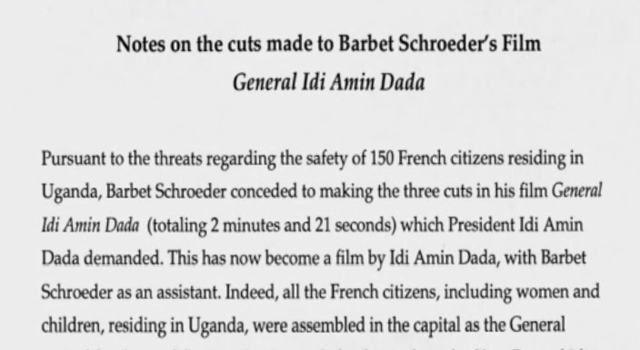 Notes on the cuts made to Barbet Schroeder's Film
General Idi Amin Dada
Pursuant to the threats regarding the safety of 150 French citizens residing in
Uganda, Barbet Schroeder conceded to making the three cuts in his film General
Idi Amin Dada (totaling 2 minutes and 21 seconds) which President Idi Amin
Dada demanded. This has now become a film by Idi Amin Dada, with Barbet
Schroeder as an assistant. Indeed, all the French citizens, including women and
children, residing in Uganda, were assembled in the capital as the General